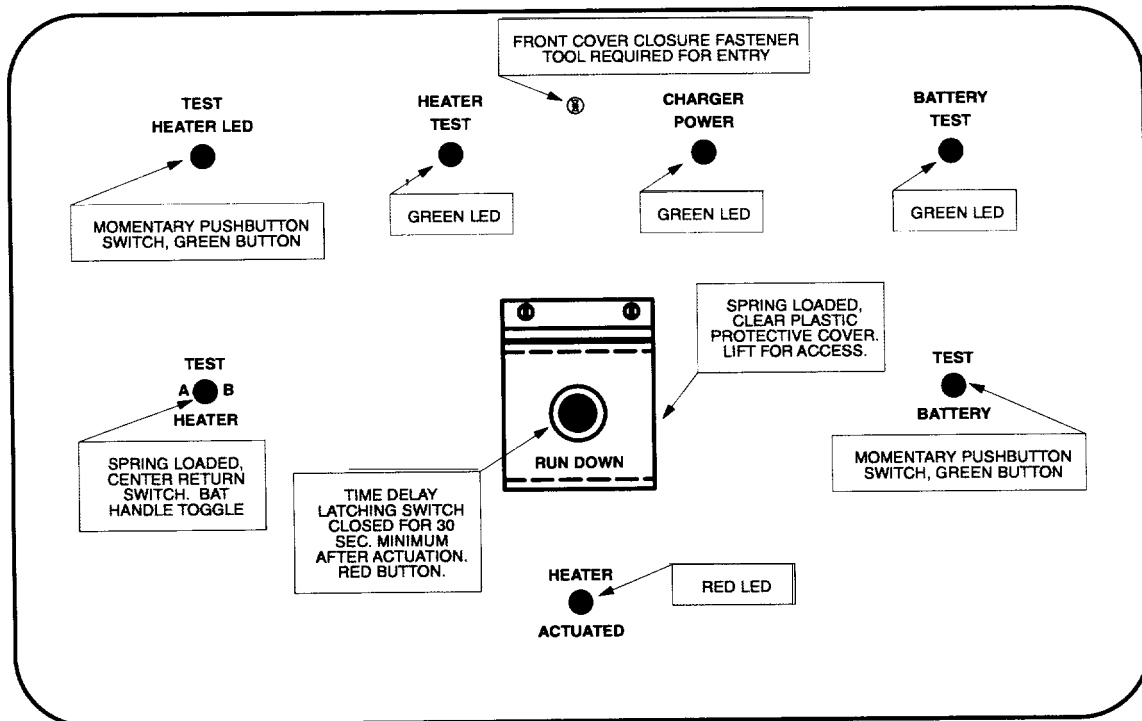 FRONT COVER CLOSURE FASTENER
TOOL REQUIRED FOR ENTRY
TEST
HEATER LED
HEATER
TEST
CHARGER
POWER
BATTERY
TEST
MOMENTARY PUSHBUTTON
SWITCH, GREEN BUTTON
GREEN LED
GREEN LED
GREEN LED
SPRING LOADED,
CLEAR PLASTIC
PROTECTIVE COVER.
LIFT FOR ACCESS.
TEST
A B
HEATER
TEST
BATTERY
SPRING LOADED,
CENTER RETURN
SWITCH. BAT
HANDLE TOGGLE
RUN DOWN
MOMENTARY PUSHBUTTON
SWITCH, GREEN BUTTON
TIME DELAY
LATCHING SWITCH
CLOSED FOR 30
SEC. MINIMUM
AFTER ACTUATION.
RED BUTTON.
HEATER
ACTUATED
RED LED